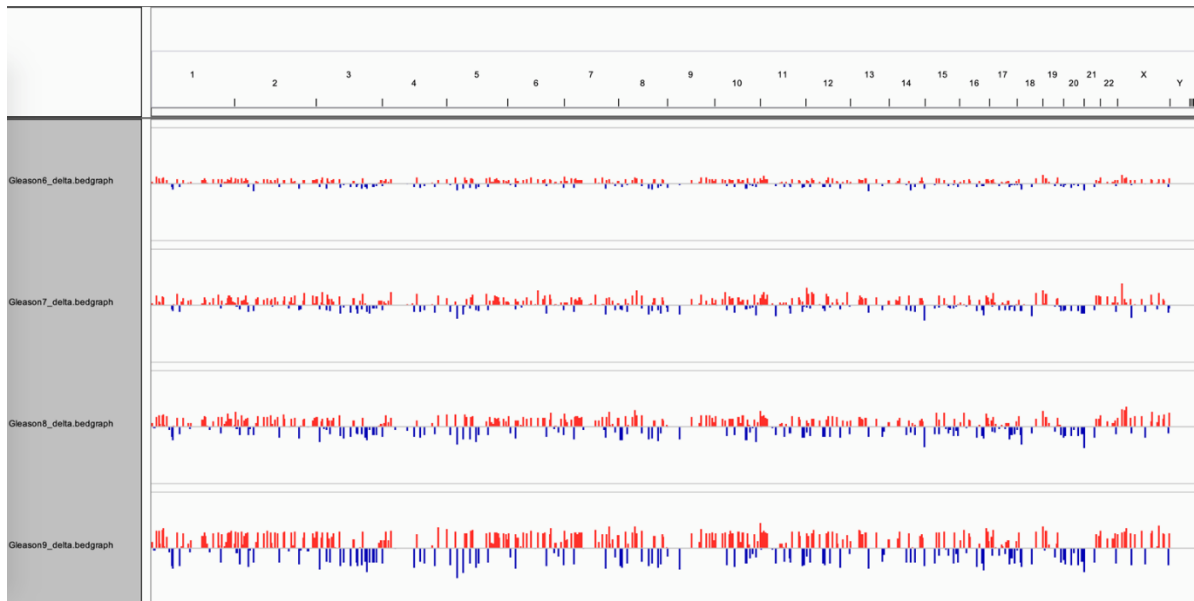 1 3 5 7 9 11 13 15 17 19 21 X
2 4 6 8 10 12 14 16 18 20 22 Y
Gleason6_delta.bedgraph
Gleason7_delta.bedgraph
Gleason8_delta.bedgraph
Gleason9_delta.bedgraph